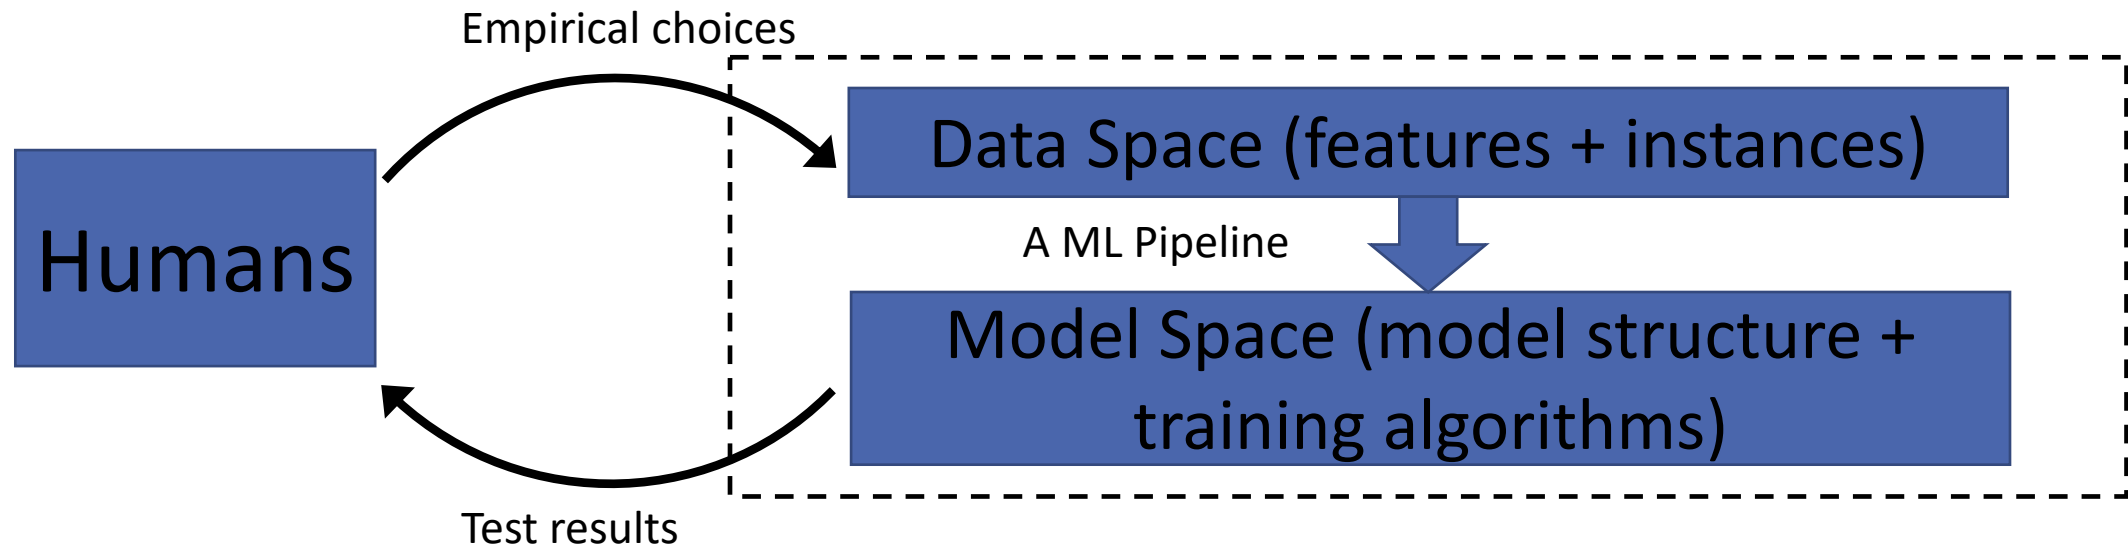 Empirical choices
Data Space (features + instances)
Humans
A ML Pipeline
Model Space (model structure +
training algorithms)
Test results